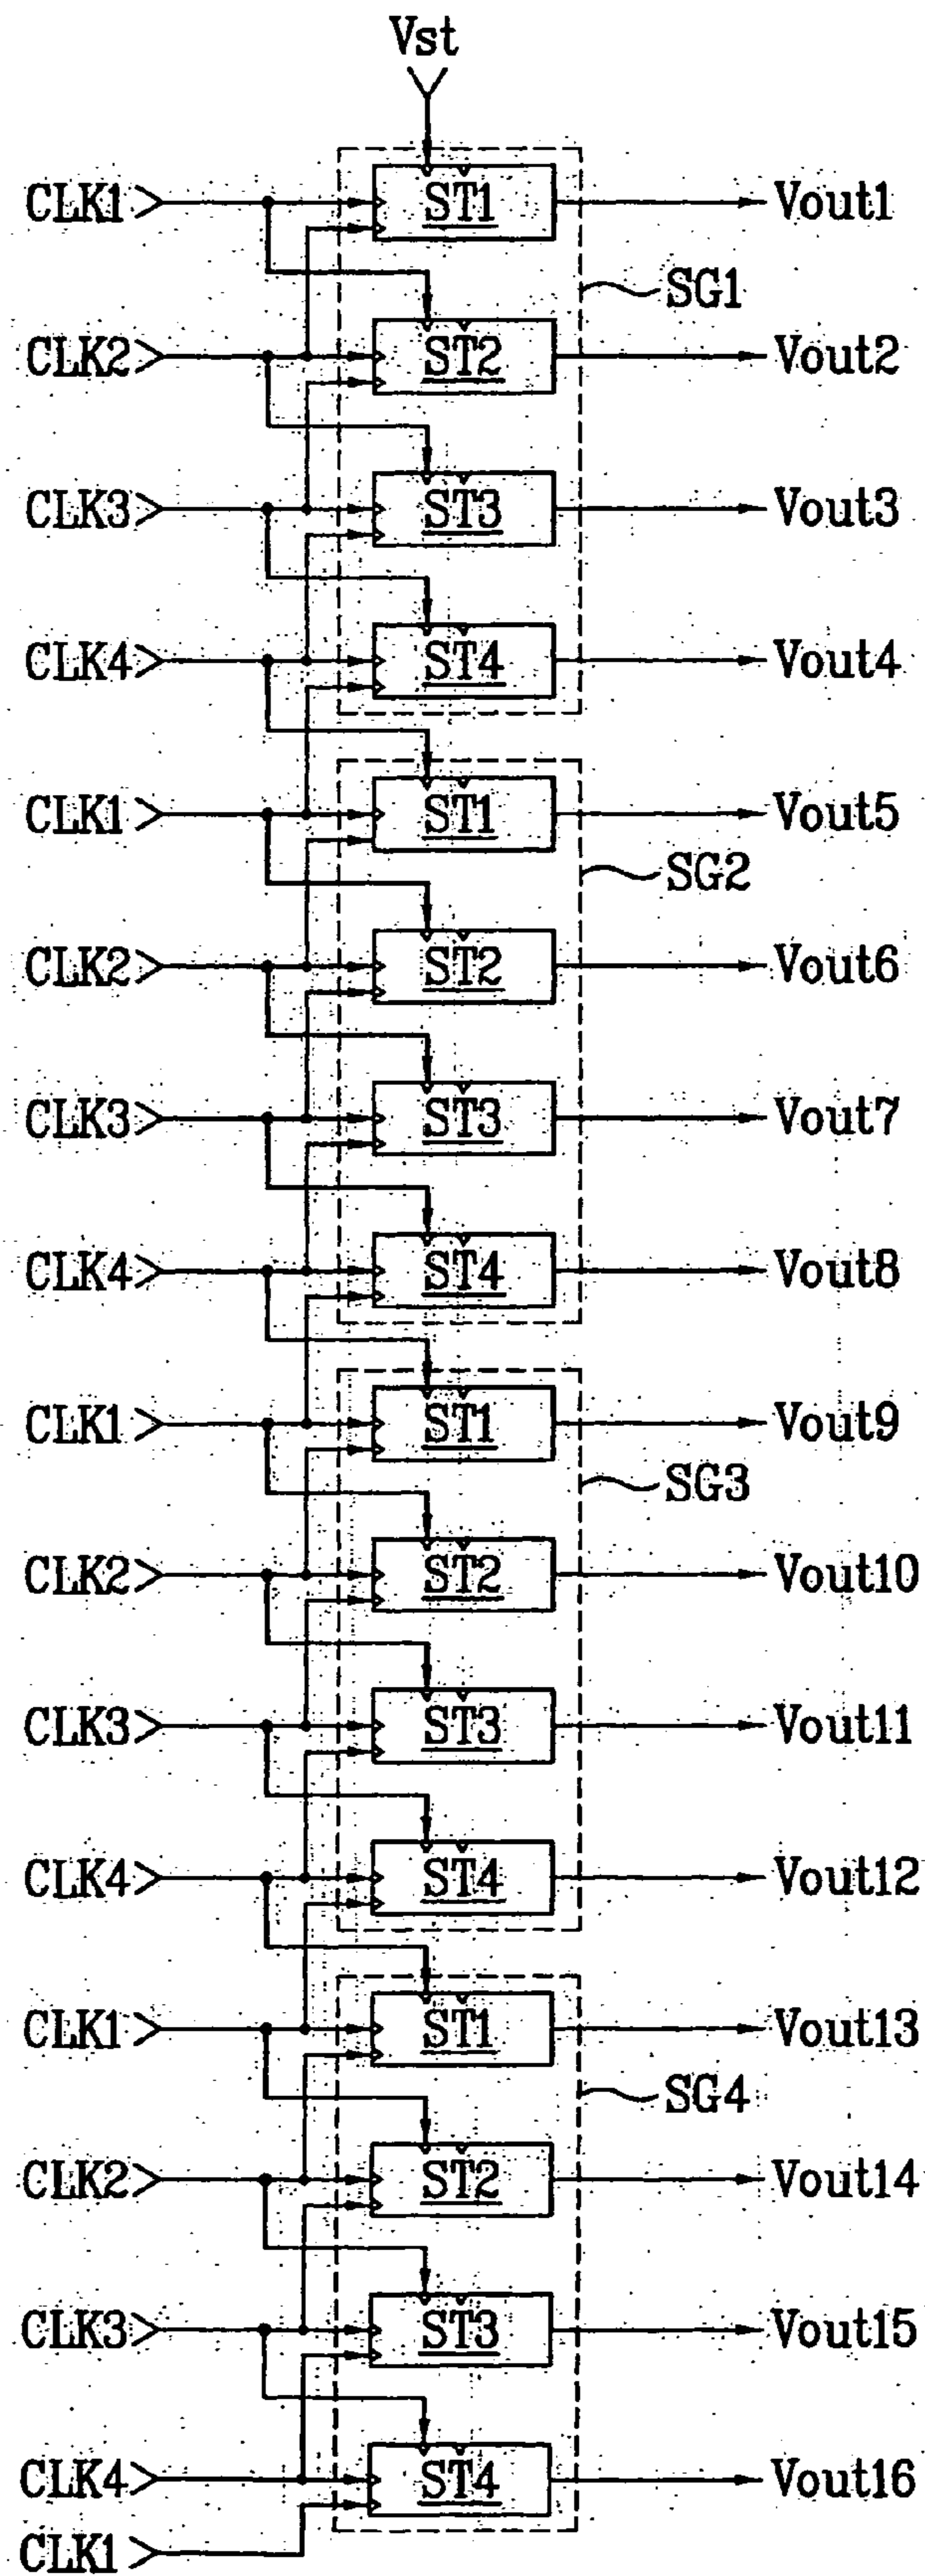 Vst
CLK1 ST1 Vout1
SG1
CLK2 ST2 Vout2
CLK3 ST3 Vout3
CLK4 ST4 Vout4
CLK1 ST1 Vout5
SG2
CLK2 ST2 Vout6
CLK3 ST3 Vout7
CLK4 ST4 Vout8
CLK1 ST1 Vout9
SG3
CLK2 ST2 Vout10
CLK3 ST3 Vout11
CLK4 ST4 Vout12
CLK1 ST1 Vout13
SG4
CLK2 ST2 Vout14
CLK3 ST3 Vout15
CLK4 ST4 Vout16
CLK1